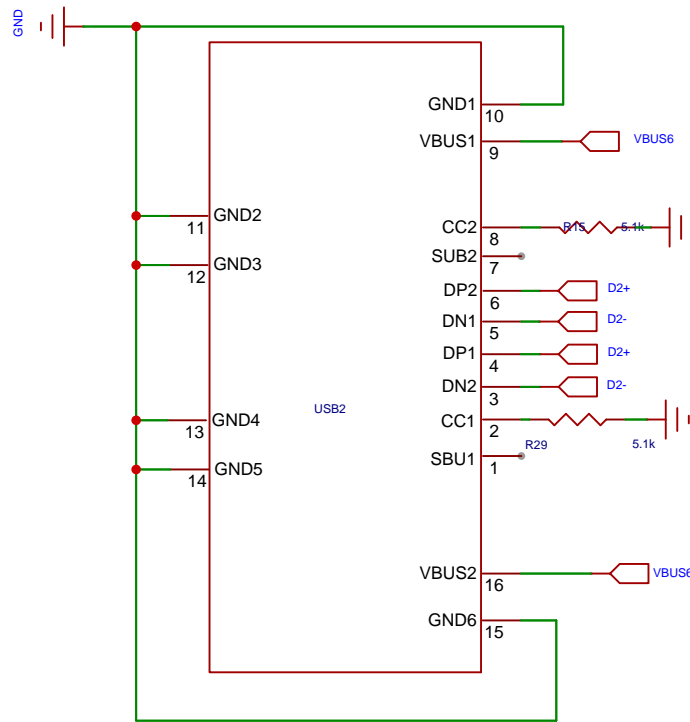 GND
GND1
10
VBUS1
9
VBUS6
GND2
11
CC2
8
R15
5.1k
SUB2
7
GND3
12
DP2
6
D2+
DN1
5
D2-
DP1
4
D2+
DN2
3
D2-
USB2
GND4
13
CC1
2
R29
5.1k
SBU1
1
GND5
14
VBUS2
16
VBUS6
GND6
15